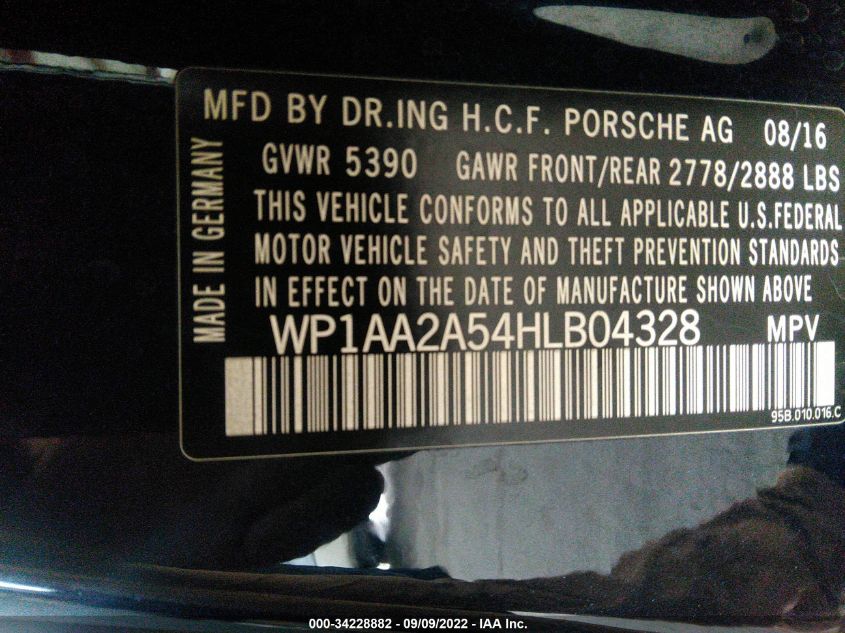 MFD BY DR.ING H.C.F. PORSCHE AG 08/16
GVWR 5390 GAWR FRONT/REAR 2778/2888 LBS
THIS VEHICLE CONFORMS TO ALL APPLICABLE U.S.FEDERAL
MOTOR VEHICLE SAFETY AND THEFT PREVENTION STANDARDS
IN EFFECT ON THE DATE OF MANUFACTURE SHOWN ABOVE
WP1AA2A54HLB04328 MPV
95B.010.016.C
MADE IN GERMANY
000-34228882 - 09/09/2022 - IAA Inc.